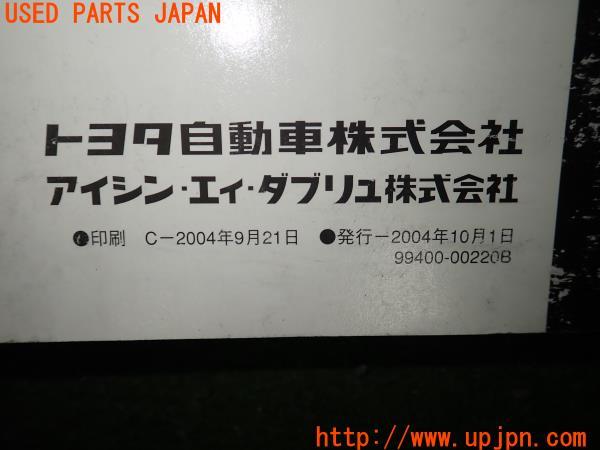 USED PARTS JAPAN
トヨタ自動車株式会社
アイシン・エィ・ダブリュ株式会社
●印刷 C－2004年9月21日 ●発行－2004年10月1日
99400-00220B
http://www.upjpn.com